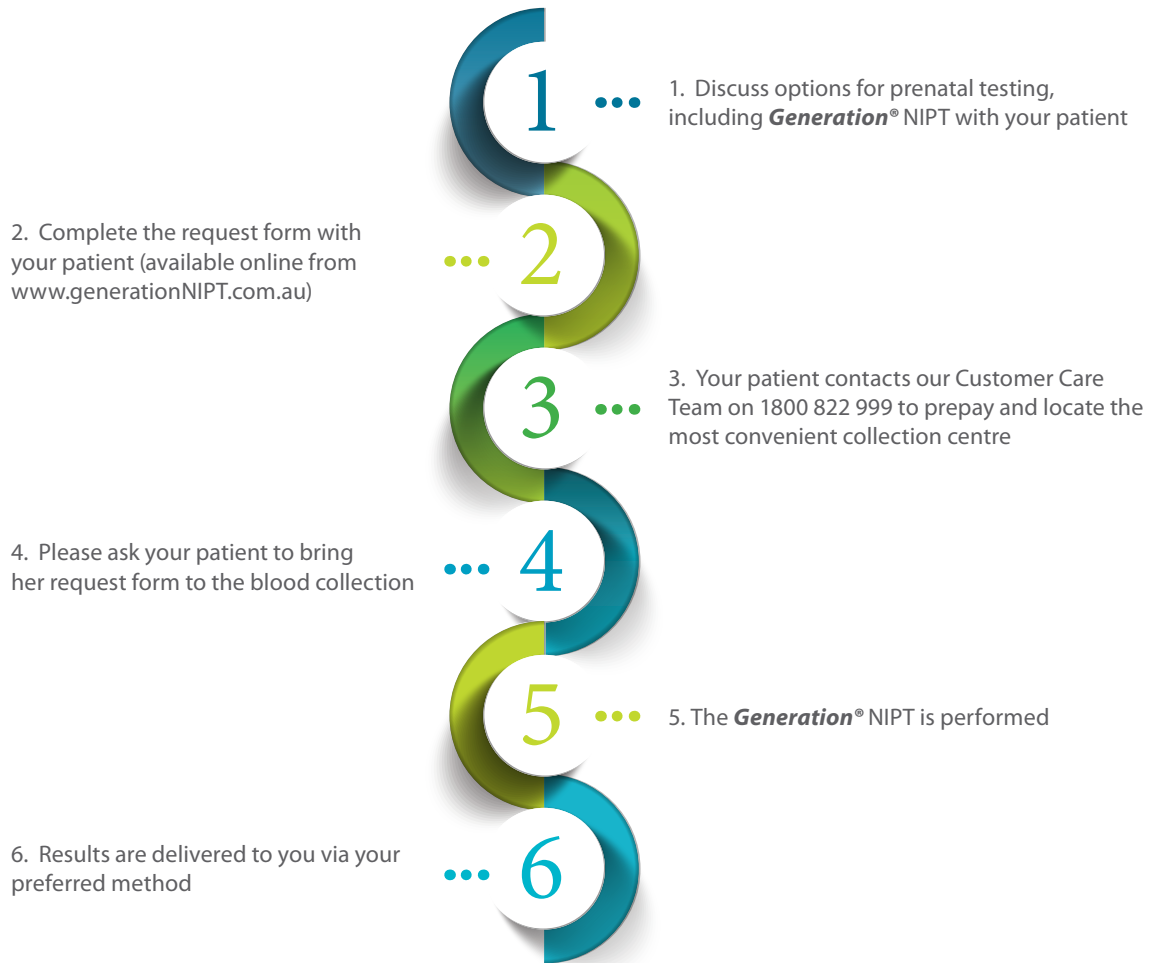 1
1. Discuss options for prenatal testing,
including Generation® NIPT with your patient
2. Complete the request form with
your patient (available online from
www.generationNIPT.com.au)
2
3
3. Your patient contacts our Customer Care
Team on 1800 822 999 to prepay and locate the
most convenient collection centre
4. Please ask your patient to bring
her request form to the blood collection
4
5
5. The Generation® NIPT is performed
6. Results are delivered to you via your
preferred method
6